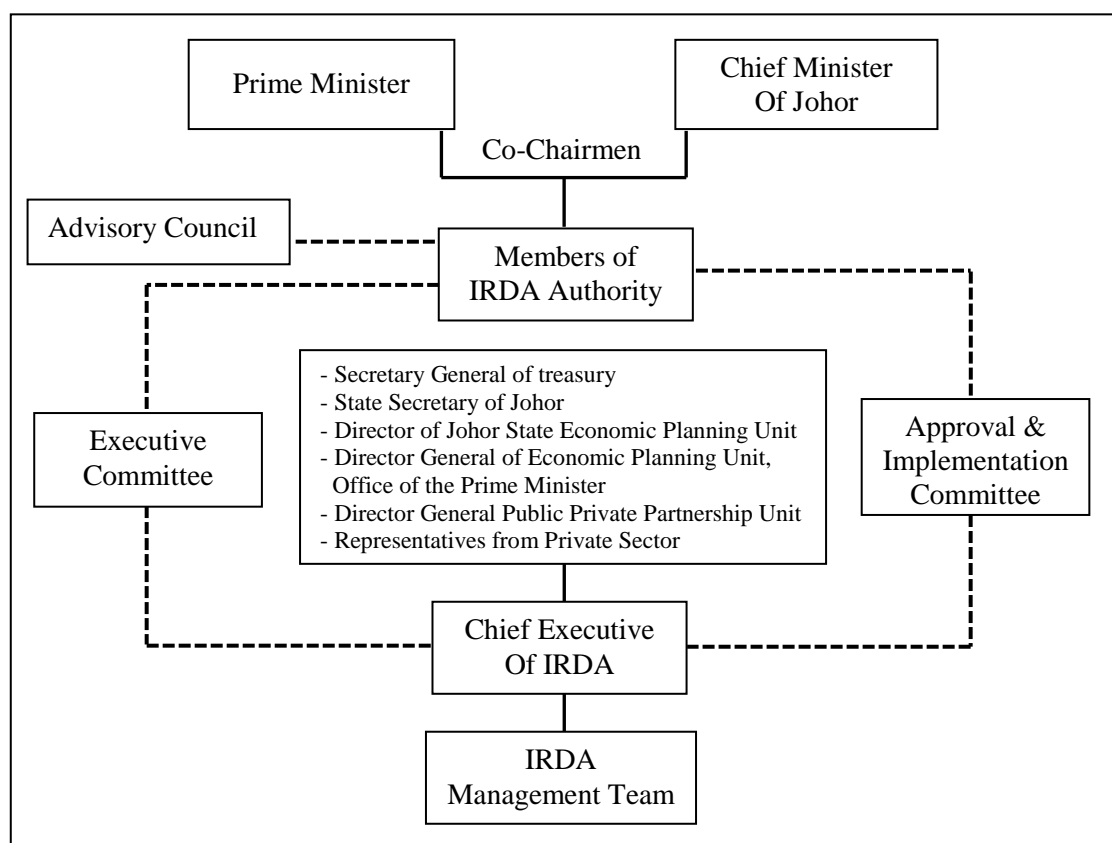 Prime Minister
Chief Minister
Of Johor
Co-Chairmen
Advisory Council
Members of
IRDA Authority
- Secretary General of treasury
- State Secretary of Johor
- Director of Johor State Economic Planning Unit
- Director General of Economic Planning Unit,
Office of the Prime Minister
- Director General Public Private Partnership Unit
- Representatives from Private Sector
Executive
Committee
Approval &
Implementation
Committee
Chief Executive
Of IRDA
IRDA
Management Team